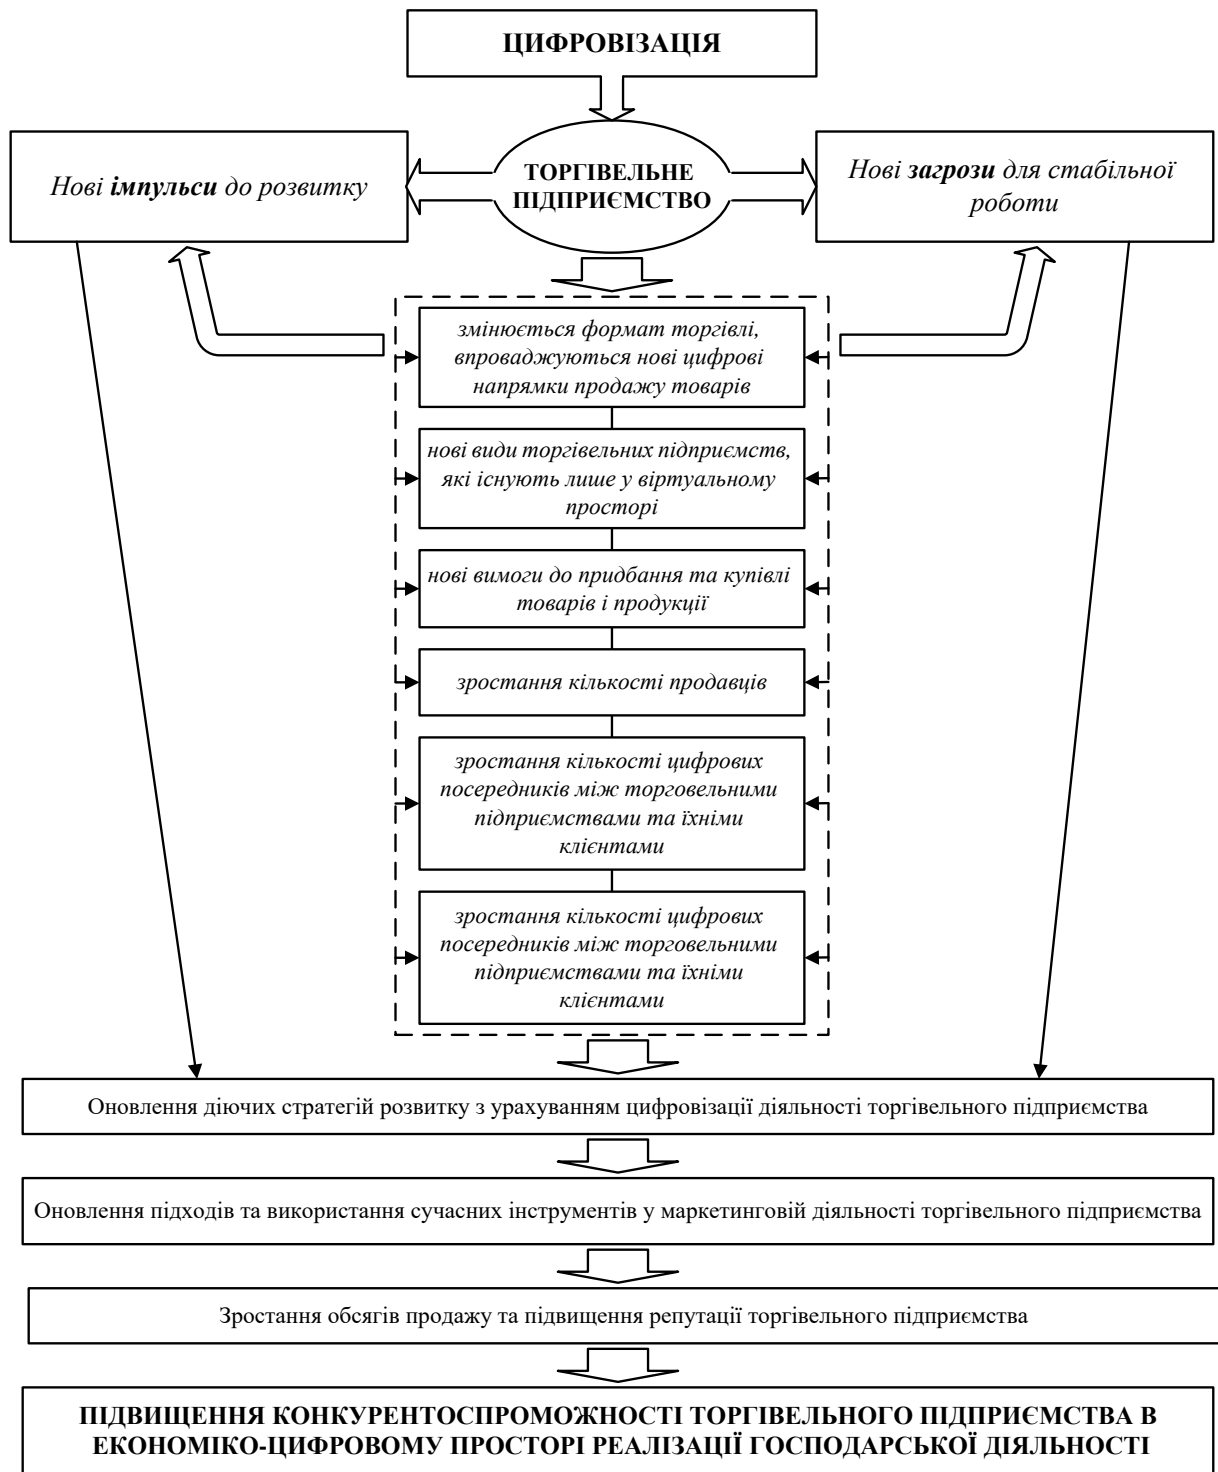 ЦИФРОВІЗАЦІЯ
Нові імпульси до розвитку
ТОРГІВЕЛЬНЕ
ПІДПРИЄМСТВО
Нові загрози для стабільної
роботи
змінюється формат торгівлі,
впроваджуються нові цифрові
напрямки продажу товарів
нові види торгівельних підприємств,
які існують лише у віртуальному
просторі
нові вимоги до придбання та купівлі
товарів і продукції
зростання кількості продавців
зростання кількості цифрових
посередників між торговельними
підприємствами та їхніми
клієнтами
зростання кількості цифрових
посередників між торговельними
підприємствами та їхніми
клієнтами
Оновлення діючих стратегій розвитку з урахуванням цифровізації діяльності торгівельного підприємства
Оновлення підходів та використання сучасних інструментів у маркетинговій діяльності торгівельного підприємства
Зростання обсягів продажу та підвищення репутації торгівельного підприємства
ПІДВИЩЕННЯ КОНКУРЕНТОСПРОМОЖНОСТІ ТОРГІВЕЛЬНОГО ПІДПРИЄМСТВА В
ЕКОНОМІКО-ЦИФРОВОМУ ПРОСТОРІ РЕАЛІЗАЦІЇ ГОСПОДАРСЬКОЇ ДІЯЛЬНОСТІ